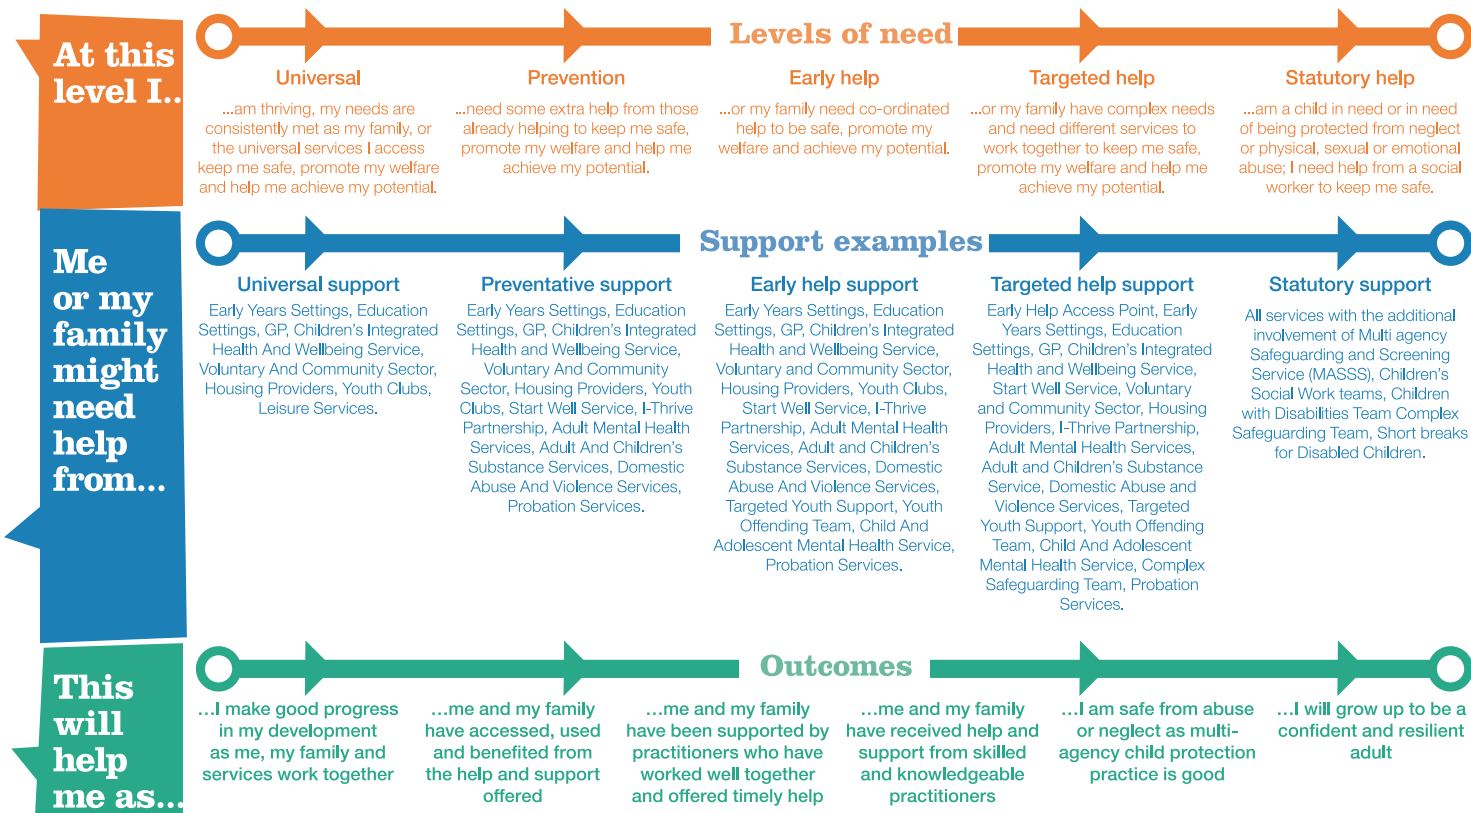 At this
level I..
Levels of need
Universal
...am thriving, my needs are
consistently met as my family, or
the universal services I access
keep me safe, promote my welfare
and help me achieve my potential.
Prevention
...need some extra help from those
already helping to keep me safe,
promote my welfare and help me
achieve my potential.
Early help
...or my family need co-ordinated
help to be safe, promote my
welfare and achieve my potential.
Targeted help
...or my family have complex needs
and need different services to
work together to keep me safe,
promote my welfare and help me
achieve my potential.
Statutory help
...am a child in need or in need
of being protected from neglect
or physical, sexual or emotional
abuse; I need help from a social
worker to keep me safe.
Me
or my
family
might
need
help
from...
Support examples
Universal support
Early Years Settings, Education
Settings, GP, Children's Integrated
Health And Wellbeing Service,
Voluntary And Community Sector,
Housing Providers, Youth Clubs,
Leisure Services.
Preventative support
Early Years Settings, Education
Settings, GP, Children's Integrated
Health and Wellbeing Service,
Voluntary And Community
Sector, Housing Providers, Youth
Clubs, Start Well Service, I-Thrive
Partnership, Adult Mental Health
Services, Adult And Children's
Substance Services, Domestic
Abuse And Violence Services,
Probation Services.
Early help support
Early Years Settings, Education
Settings, GP, Children's Integrated
Health and Wellbeing Service,
Voluntary and Community Sector,
Housing Providers, Youth Clubs,
Start Well Service, I-Thrive
Partnership, Adult Mental Health
Services, Adult and Children's
Substance Services, Domestic
Abuse And Violence Services,
Targeted Youth Support, Youth
Offending Team, Child And
Adolescent Mental Health Service,
Probation Services.
Targeted help support
Early Help Access Point, Early
Years Settings, Education
Settings, GP, Children's Integrated
Health and Wellbeing Service,
Start Well Service, Voluntary
and Community Sector, Housing
Providers, I-Thrive Partnership,
Adult Mental Health Services,
Adult and Children's Substance
Service, Domestic Abuse and
Violence Services, Targeted
Youth Support, Youth Offending
Team, Child And Adolescent
Mental Health Service, Complex
Safeguarding Team, Probation
Services.
Statutory support
All services with the additional
involvement of Multi agency
Safeguarding and Screening
Service (MASSS), Children's
Social Work teams, Children
with Disabilities Team Complex
Safeguarding Team, Short breaks
for Disabled Children.
This
will
help
me as...
Outcomes
...I make good progress
in my development
as me, my family and
services work together
...me and my family
have accessed, used
and benefited from
the help and support
offered
...me and my family
have been supported by
practitioners who have
worked well together
and offered timely help
...me and my family
have received help and
support from skilled
and knowledgeable
practitioners
...I am safe from abuse
or neglect as multi-
agency child protection
practice is good
...I will grow up to be a
confident and resilient
adult